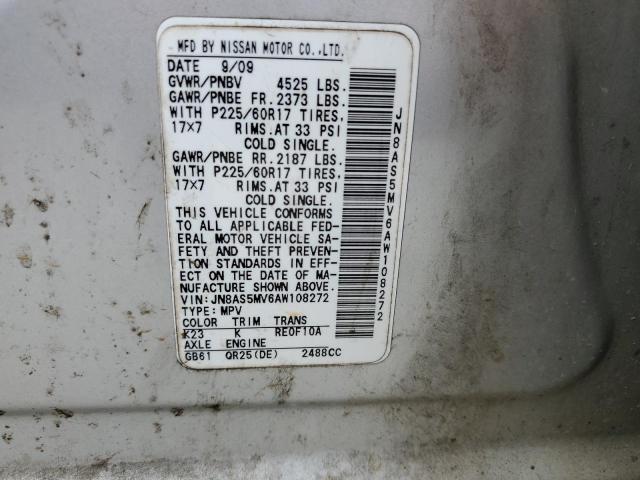 MFD BY NISSAN MOTOR CO.,LTD.
DATE 9/09
GVWR/PNBV 4525 LBS.
GAWR/PNBE FR. 2373 LBS.
WITH P225/60R17 TIRES,
17×7 RIMS.AT 33 PSI
COLD SINGLE.
GAWR/PNBE RR. 2187 LBS.
WITH P225/60R17 TIRES,
17×7 RIMS.AT 33 PSI
COLD SINGLE.
THIS VEHICLE CONFORMS
TO ALL APPLICABLE FED-
ERAL MOTOR VEHICLE SA-
FETY AND THEFT PREVEN-
TION STANDARDS IN EFF-
ECT ON THE DATE OF MA-
NUFACTURE SHOWN ABOVE.
VIN: JN8AS5MV6AW108272
TYPE: MPV
COLOR TRIM TRANS
K23 K RE0F10A
AXLE ENGINE
GB61 QR25(DE) 2488CC
JN8AS5MV6AW108272